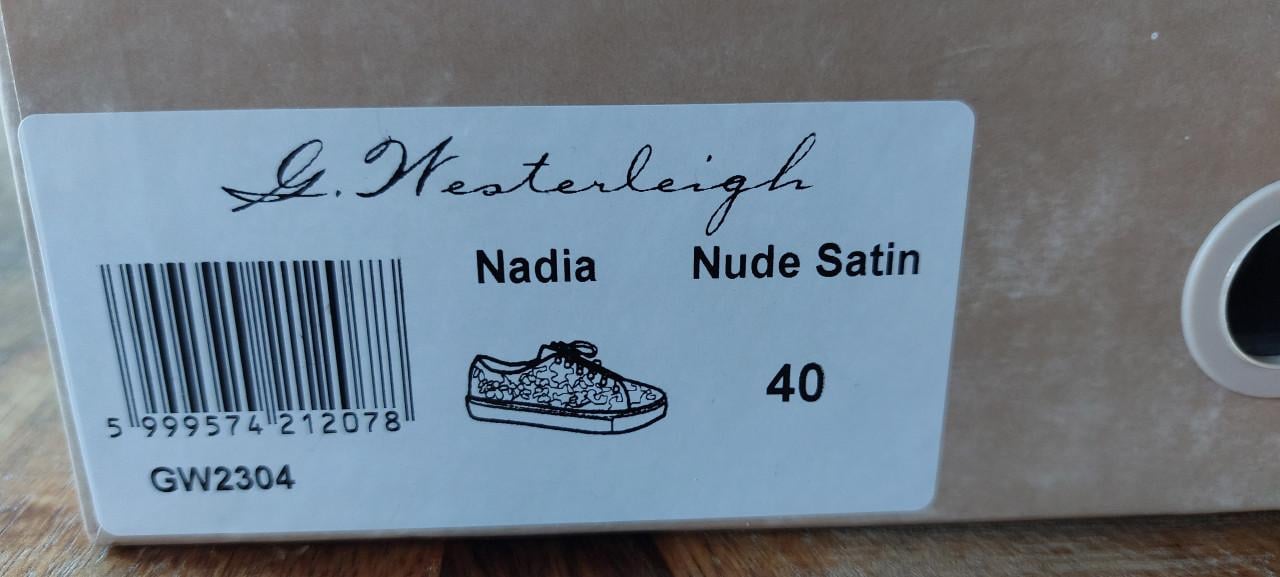 G. Westerleigh
Nadia Nude Satin
40
5 999574 212078
GW2304